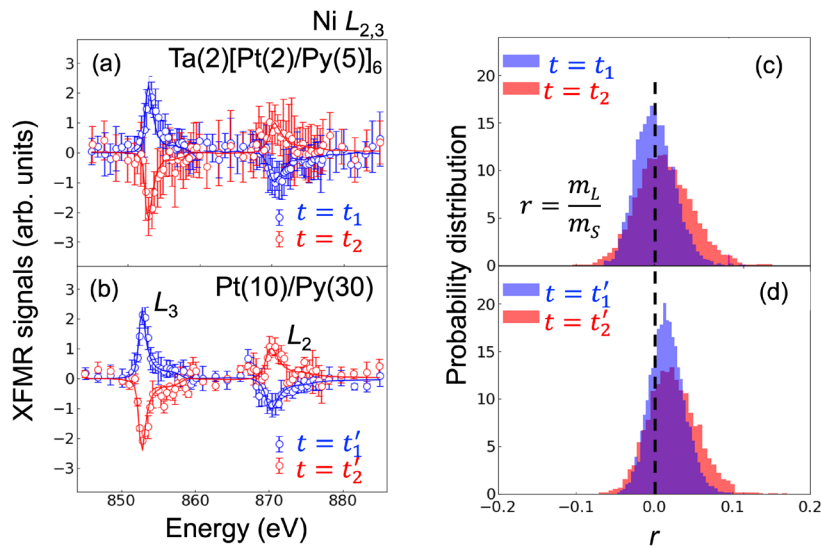 Ni L2,3
(a) Ta(2)[Pt(2)/Py(5)]6
3
2
1
0
−1
−2
−3
t = t1
t = t2
(b) Pt(10)/Py(30)
L3
L2
3
2
1
0
−1
−2
−3
t = t′1
t = t′2
850 860 870 880
Energy (eV)
XFMR signals (arb. units)
(c)
t = t1
t = t2
20
15
10
5
0
r = mL/mS
(d)
t = t′1
t = t′2
20
15
10
5
0
−0.2 −0.1 0.0 0.1 0.2
r
Probability distribution